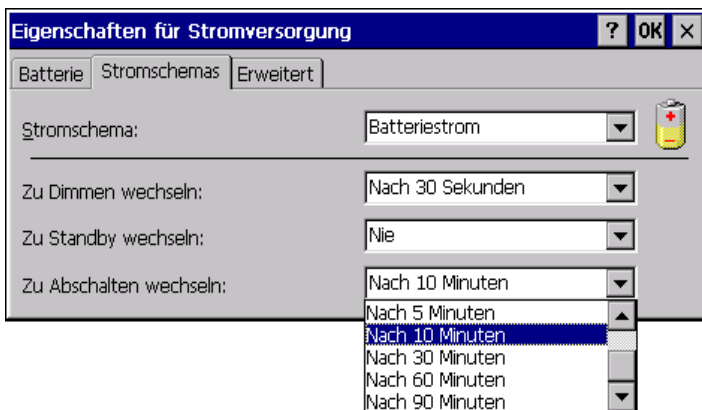 Eigenschaften für Stromversorgung ? OK ×
Batterie Stromschemas Erweitert
Stromschema: Batteriestrom
Zu Dimmen wechseln: Nach 30 Sekunden
Zu Standby wechseln: Nie
Zu Abschalten wechseln: Nach 10 Minuten
Nach 5 Minuten
Nach 10 Minuten
Nach 30 Minuten
Nach 60 Minuten
Nach 90 Minuten